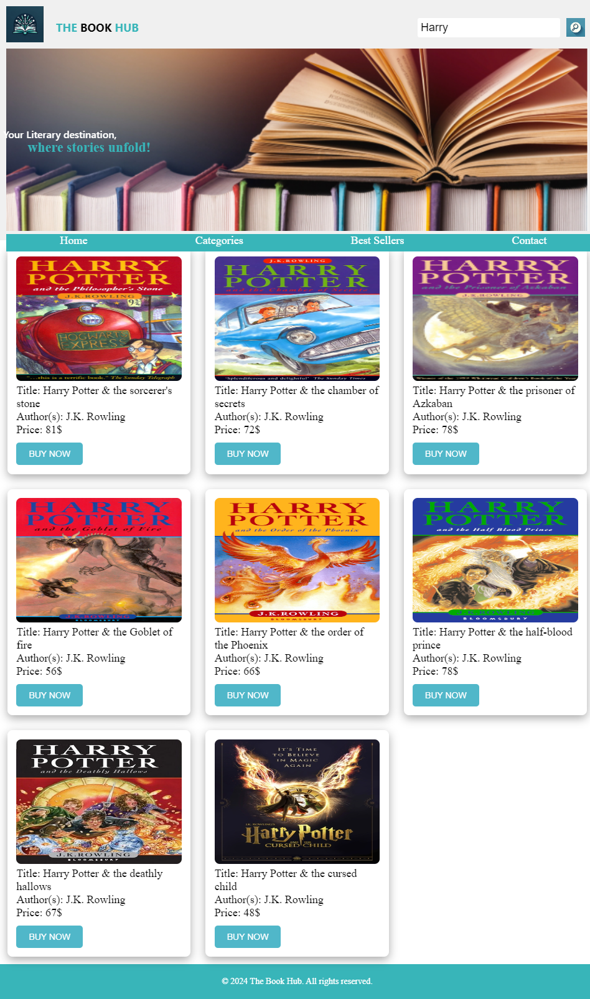 THE BOOK HUB
Harry
Your Literary destination,
where stories unfold!
Home Categories Best Sellers Contact
HARRY
POTTER
and the Philosopher's Stone
J.K.ROWLING
9¾
HOGWARTS
EXPRESS
"...this is a terrific book." The Sunday Telegraph
Title: Harry Potter & the sorcerer's
stone
Author(s): J.K. Rowling
Price: 81$
BUY NOW
J.K.ROWLING
HARRY
POTTER
and the Chamber of Secrets
'Splendiferous and delightful' The Sunday Times
Title: Harry Potter & the chamber of
secrets
Author(s): J.K. Rowling
Price: 72$
BUY NOW
HARRY
POTTER
and the Prisoner of Azkaban
J.K.ROWLING
Title: Harry Potter & the prisoner of
Azkaban
Author(s): J.K. Rowling
Price: 78$
BUY NOW
HARRY
POTTER
and the Goblet of Fire
J.K.ROWLING
BLOOMSBURY
Title: Harry Potter & the Goblet of
fire
Author(s): J.K. Rowling
Price: 56$
BUY NOW
HARRY
POTTER
and the Order of the Phoenix
J.K.ROWLING
BLOOMSBURY
Title: Harry Potter & the order of
the Phoenix
Author(s): J.K. Rowling
Price: 66$
BUY NOW
HARRY
POTTER
and the Half Blood Prince
J.K.ROWLING
BLOOMSBURY
Title: Harry Potter & the half-blood
prince
Author(s): J.K. Rowling
Price: 78$
BUY NOW
HARRY
POTTER
and the Deathly Hallows
J.K.ROWLING
BLOOMSBURY
Title: Harry Potter & the deathly
hallows
Author(s): J.K. Rowling
Price: 67$
BUY NOW
IT'S TIME
TO BELIEVE
IN MAGIC
AGAIN
J.K. ROWLING'S
Harry Potter
AND THE
CURSED CHILD
Title: Harry Potter & the cursed
child
Author(s): J.K. Rowling
Price: 48$
BUY NOW
© 2024 The Book Hub. All rights reserved.